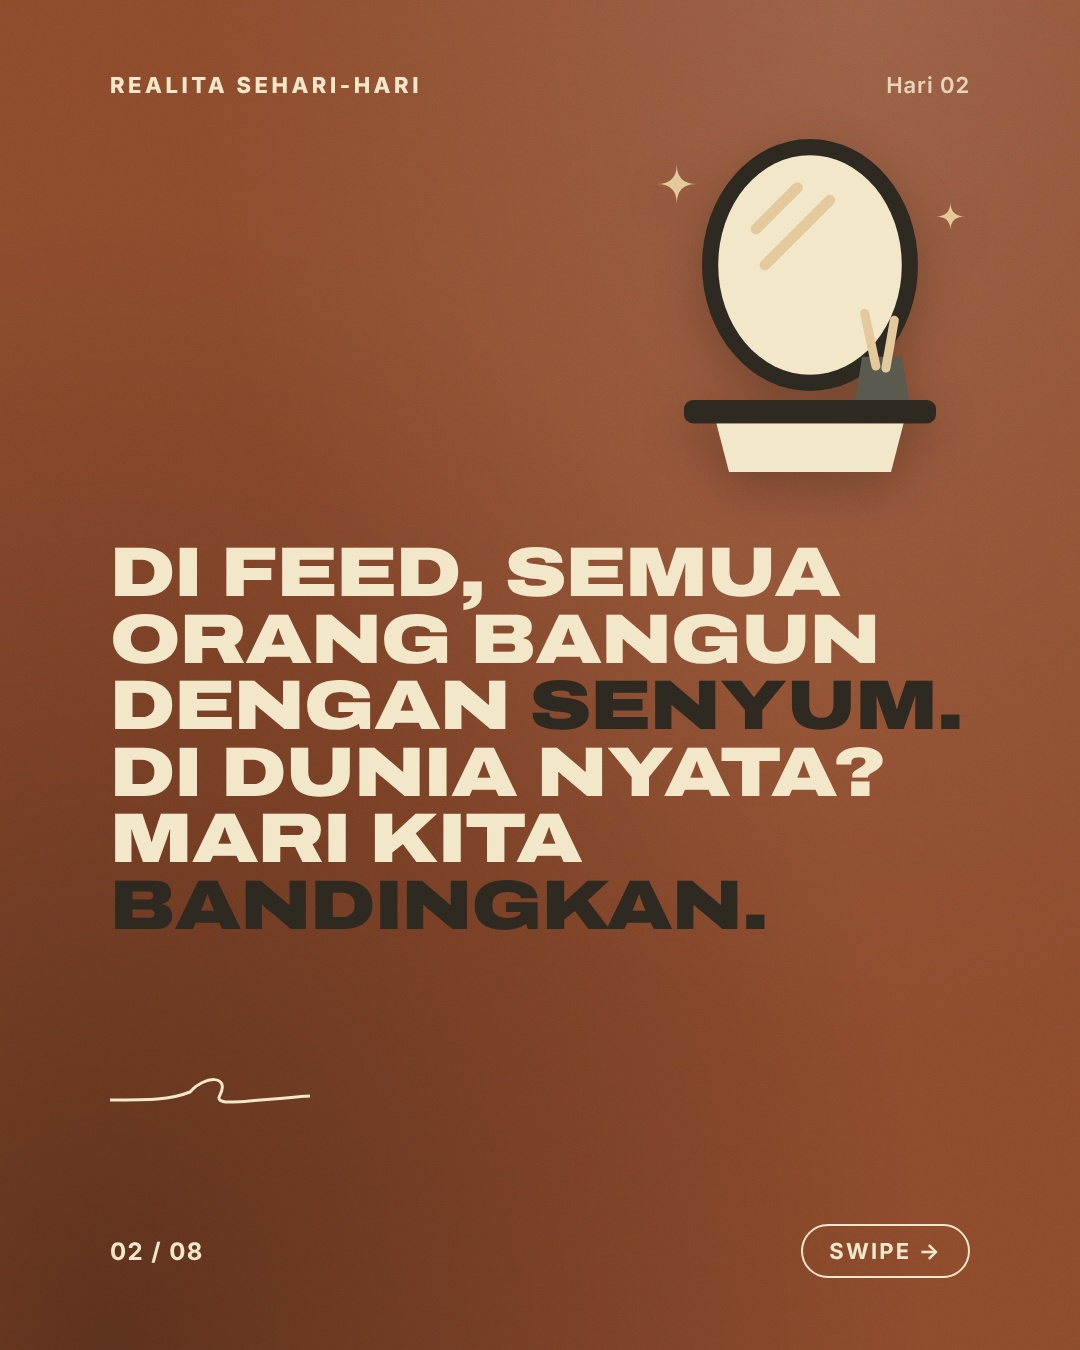 REALITA SEHARI-HARI
Hari 02
DI FEED, SEMUA
ORANG BANGUN
DENGAN SENYUM.
DI DUNIA NYATA?
MARI KITA
BANDINGKAN.
02 / 08
SWIPE →